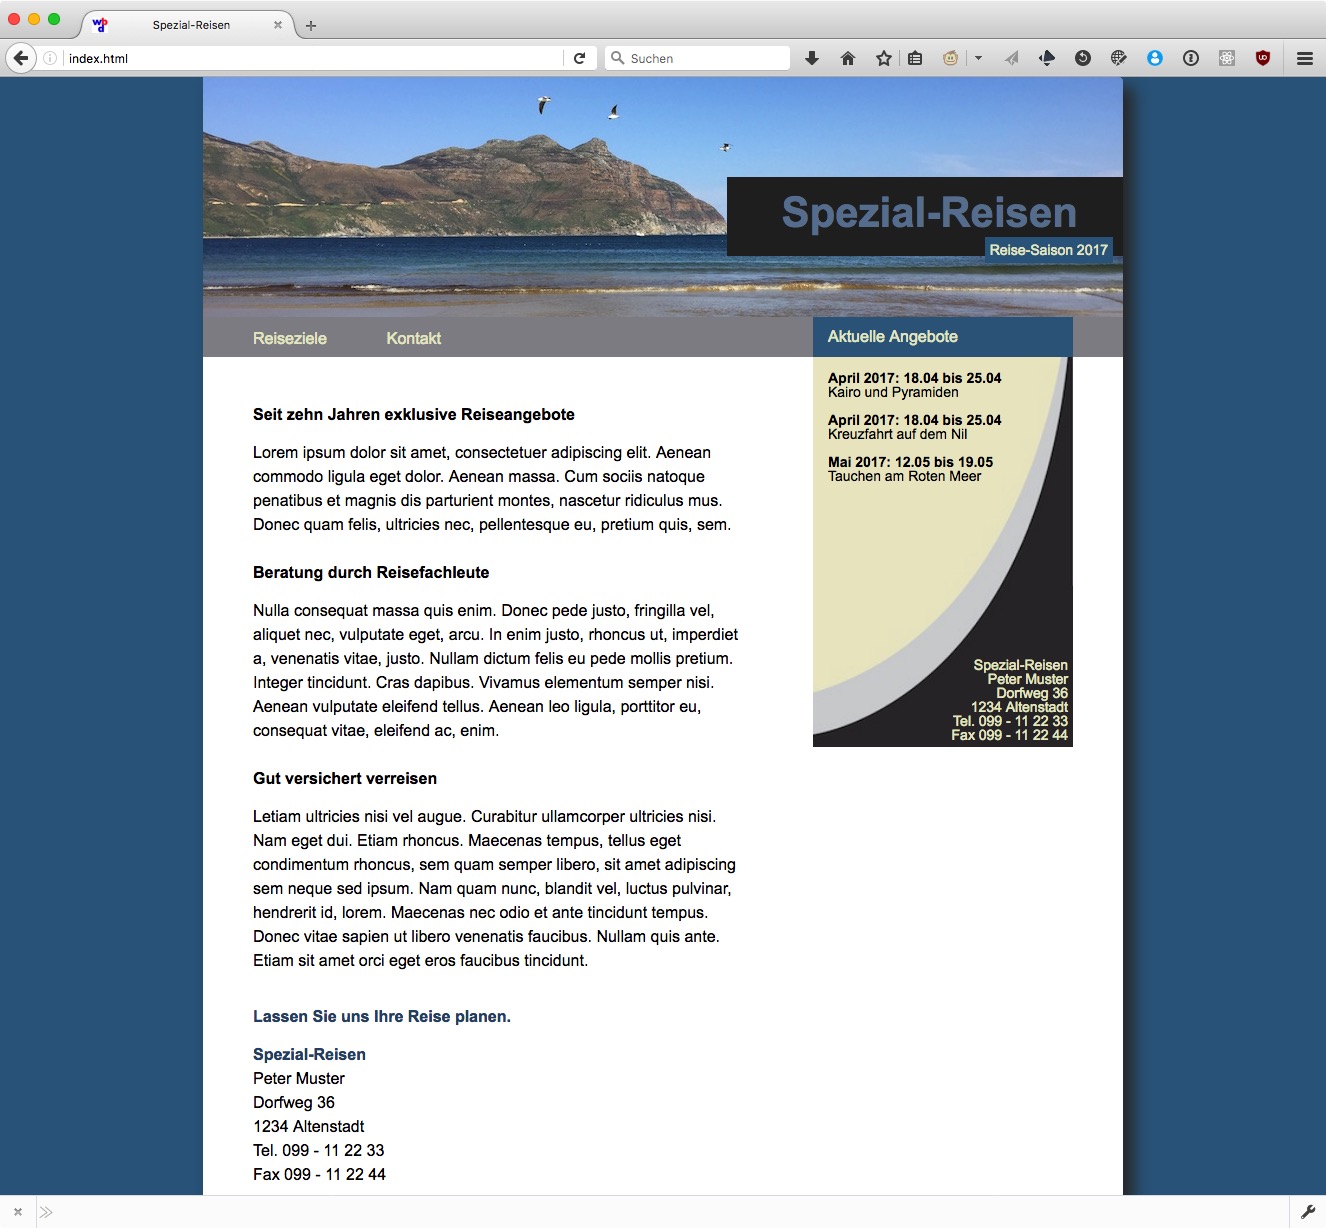 Spezial-Reisen
index.html
Suchen
Spezial-Reisen
Reise-Saison 2017
Reiseziele
Kontakt
Aktuelle Angebote
Seit zehn Jahren exklusive Reiseangebote
Lorem ipsum dolor sit amet, consectetuer adipiscing elit. Aenean
commodo ligula eget dolor. Aenean massa. Cum sociis natoque
penatibus et magnis dis parturient montes, nascetur ridiculus mus.
Donec quam felis, ultricies nec, pellentesque eu, pretium quis, sem.
Beratung durch Reisefachleute
Nulla consequat massa quis enim. Donec pede justo, fringilla vel,
aliquet nec, vulputate eget, arcu. In enim justo, rhoncus ut, imperdiet
a, venenatis vitae, justo. Nullam dictum felis eu pede mollis pretium.
Integer tincidunt. Cras dapibus. Vivamus elementum semper nisi.
Aenean vulputate eleifend tellus. Aenean leo ligula, porttitor eu,
consequat vitae, eleifend ac, enim.
Gut versichert verreisen
Letiam ultricies nisi vel augue. Curabitur ullamcorper ultricies nisi.
Nam eget dui. Etiam rhoncus. Maecenas tempus, tellus eget
condimentum rhoncus, sem quam semper libero, sit amet adipiscing
sem neque sed ipsum. Nam quam nunc, blandit vel, luctus pulvinar,
hendrerit id, lorem. Maecenas nec odio et ante tincidunt tempus.
Donec vitae sapien ut libero venenatis faucibus. Nullam quis ante.
Etiam sit amet orci eget eros faucibus tincidunt.
Lassen Sie uns Ihre Reise planen.
Spezial-Reisen
Peter Muster
Dorfweg 36
1234 Altenstadt
Tel. 099 - 11 22 33
Fax 099 - 11 22 44
April 2017: 18.04 bis 25.04
Kairo und Pyramiden
April 2017: 18.04 bis 25.04
Kreuzfahrt auf dem Nil
Mai 2017: 12.05 bis 19.05
Tauchen am Roten Meer
Spezial-Reisen
Peter Muster
Dorfweg 36
1234 Altenstadt
Tel. 099 - 11 22 33
Fax 099 - 11 22 44